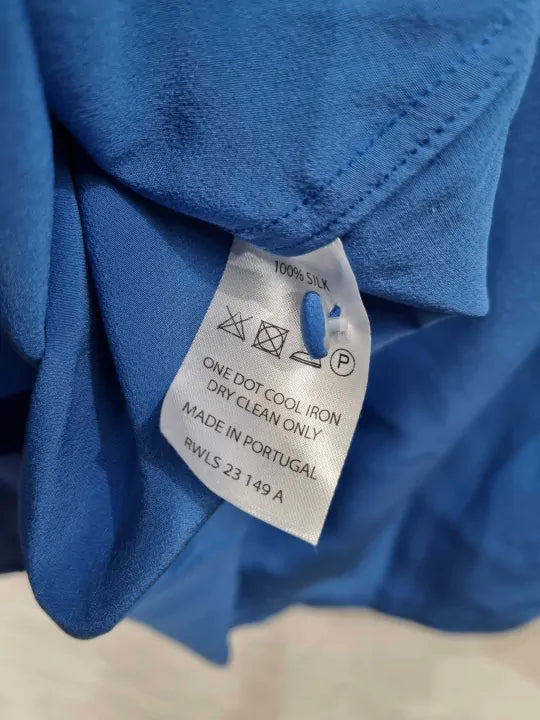 100% SILK
P
ONE DOT COOL IRON
DRY CLEAN ONLY
MADE IN PORTUGAL
RWLS 23 149 A